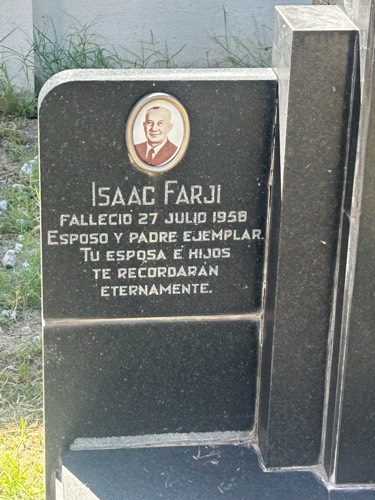 ISAAC FARJI
FALLECIO 27 JULIO 1958
ESPOSO Y PADRE EJEMPLAR.
TU ESPOSA E HIJOS
TE RECORDARAN
ETERNAMENTE.